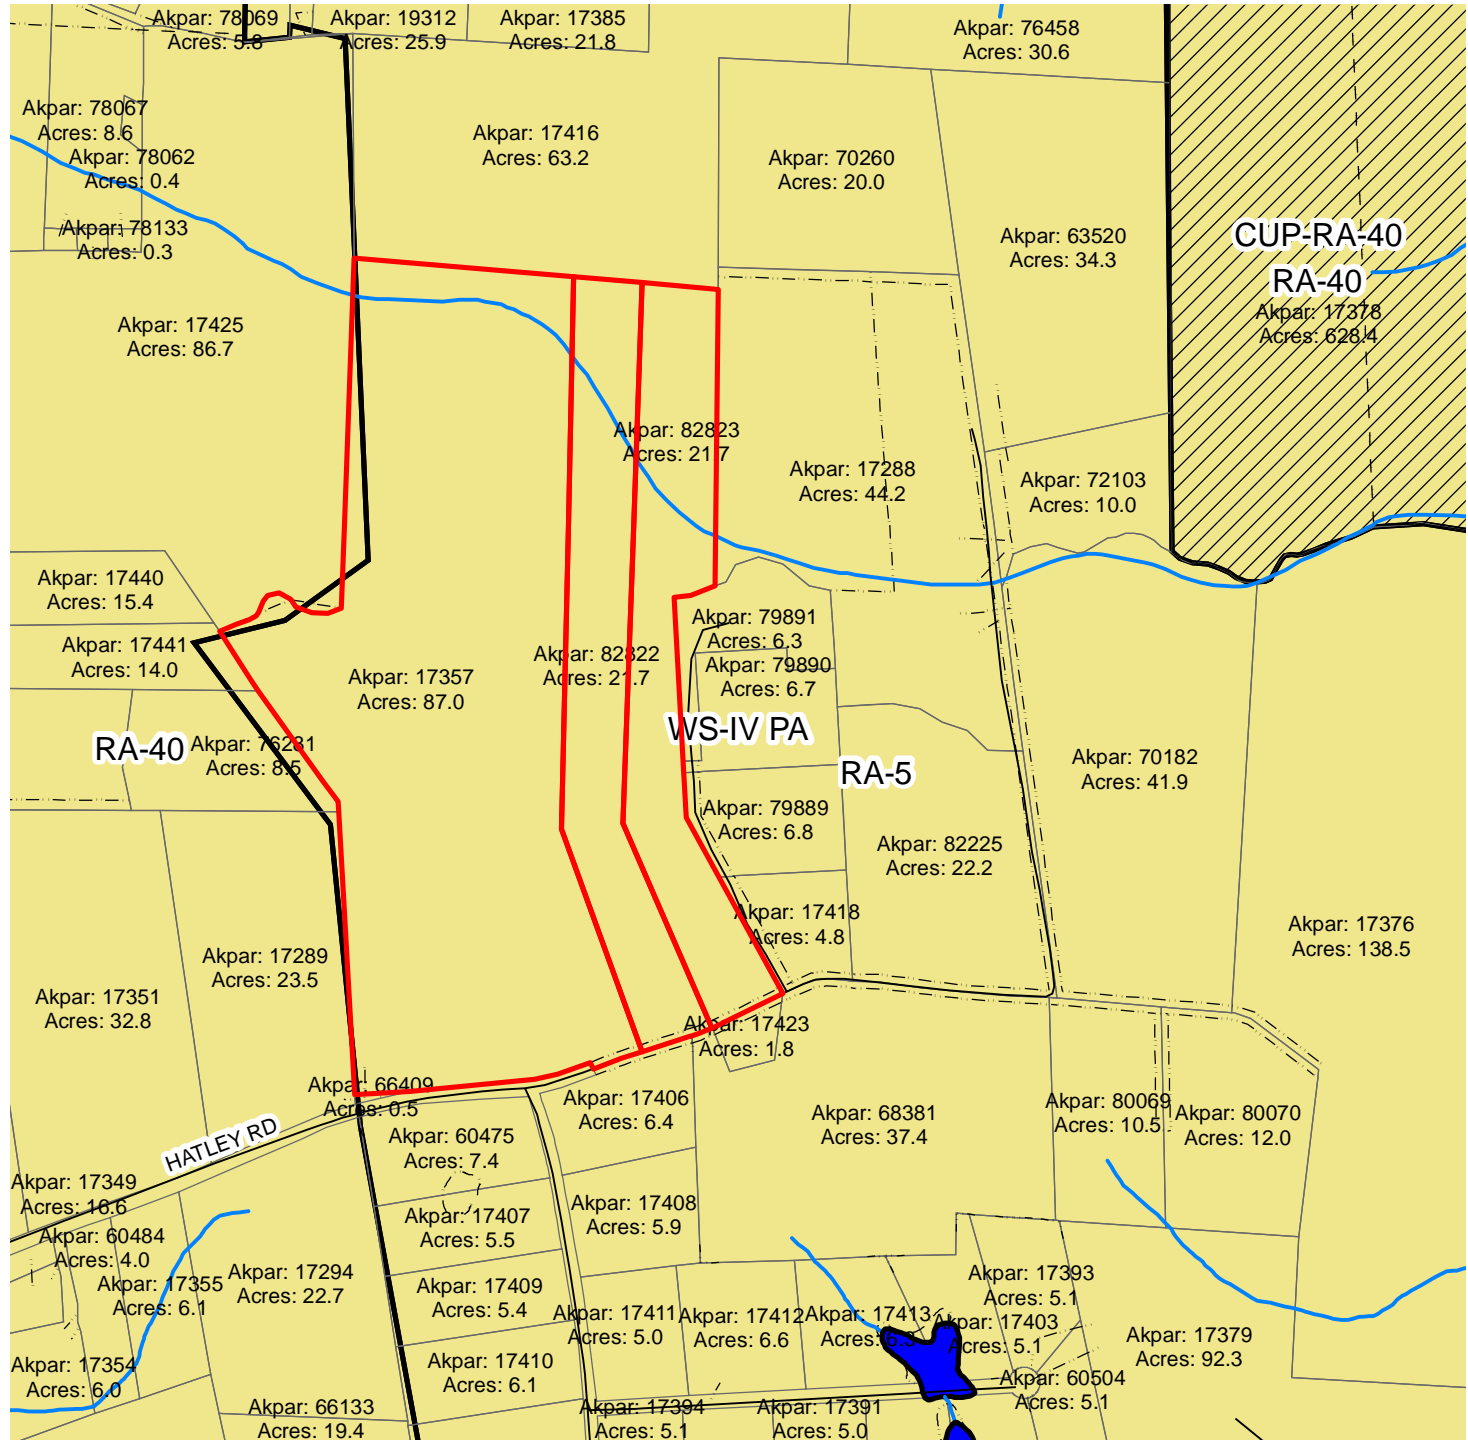 Akpar: 78069
Acres: 5.8
Akpar: 19312
Acres: 25.9
Akpar: 17385
Acres: 21.8
Akpar: 76458
Acres: 30.6
Akpar: 78067
Acres: 8.6
Akpar: 78062
Acres: 0.4
Akpar: 17416
Acres: 63.2
Akpar: 70260
Acres: 20.0
Akpar: 78133
Acres: 0.3
Akpar: 63520
Acres: 34.3
CUP-RA-40
RA-40
Akpar: 17378
Acres: 628.4
Akpar: 17425
Acres: 86.7
Akpar: 82823
Acres: 21.7
Akpar: 17288
Acres: 44.2
Akpar: 72103
Acres: 10.0
Akpar: 17440
Acres: 15.4
Akpar: 17441
Acres: 14.0
Akpar: 17357
Acres: 87.0
Akpar: 82822
Acres: 21.7
Akpar: 79891
Acres: 6.3
Akpar: 79890
Acres: 6.7
WS-IV PA
RA-40
Akpar: 76281
Acres: 8.5
RA-5
Akpar: 70182
Acres: 41.9
Akpar: 79889
Acres: 6.8
Akpar: 82225
Acres: 22.2
Akpar: 17418
Acres: 4.8
Akpar: 17376
Acres: 138.5
Akpar: 17289
Acres: 23.5
Akpar: 17351
Acres: 32.8
Akpar: 17423
Acres: 1.8
Akpar: 66409
Acres: 0.5
Akpar: 17406
Acres: 6.4
Akpar: 68381
Acres: 37.4
Akpar: 80069
Acres: 10.5
Akpar: 80070
Acres: 12.0
HATLEY RD
Akpar: 60475
Acres: 7.4
Akpar: 17349
Acres: 16.6
Akpar: 17407
Acres: 5.5
Akpar: 17408
Acres: 5.9
Akpar: 60484
Acres: 4.0
Akpar: 17355
Acres: 6.1
Akpar: 17294
Acres: 22.7
Akpar: 17409
Acres: 5.4
Akpar: 17411
Acres: 5.0
Akpar: 17412
Acres: 6.6
Akpar: 17413
Acres:
Akpar: 17393
Acres: 5.1
Akpar: 17403
Acres: 5.1
Akpar: 17379
Acres: 92.3
Akpar: 17354
Acres: 6.0
Akpar: 17410
Acres: 6.1
Akpar: 60504
Acres: 5.1
Akpar: 66133
Acres: 19.4
Akpar: 17394
Acres: 5.1
Akpar: 17391
Acres: 5.0